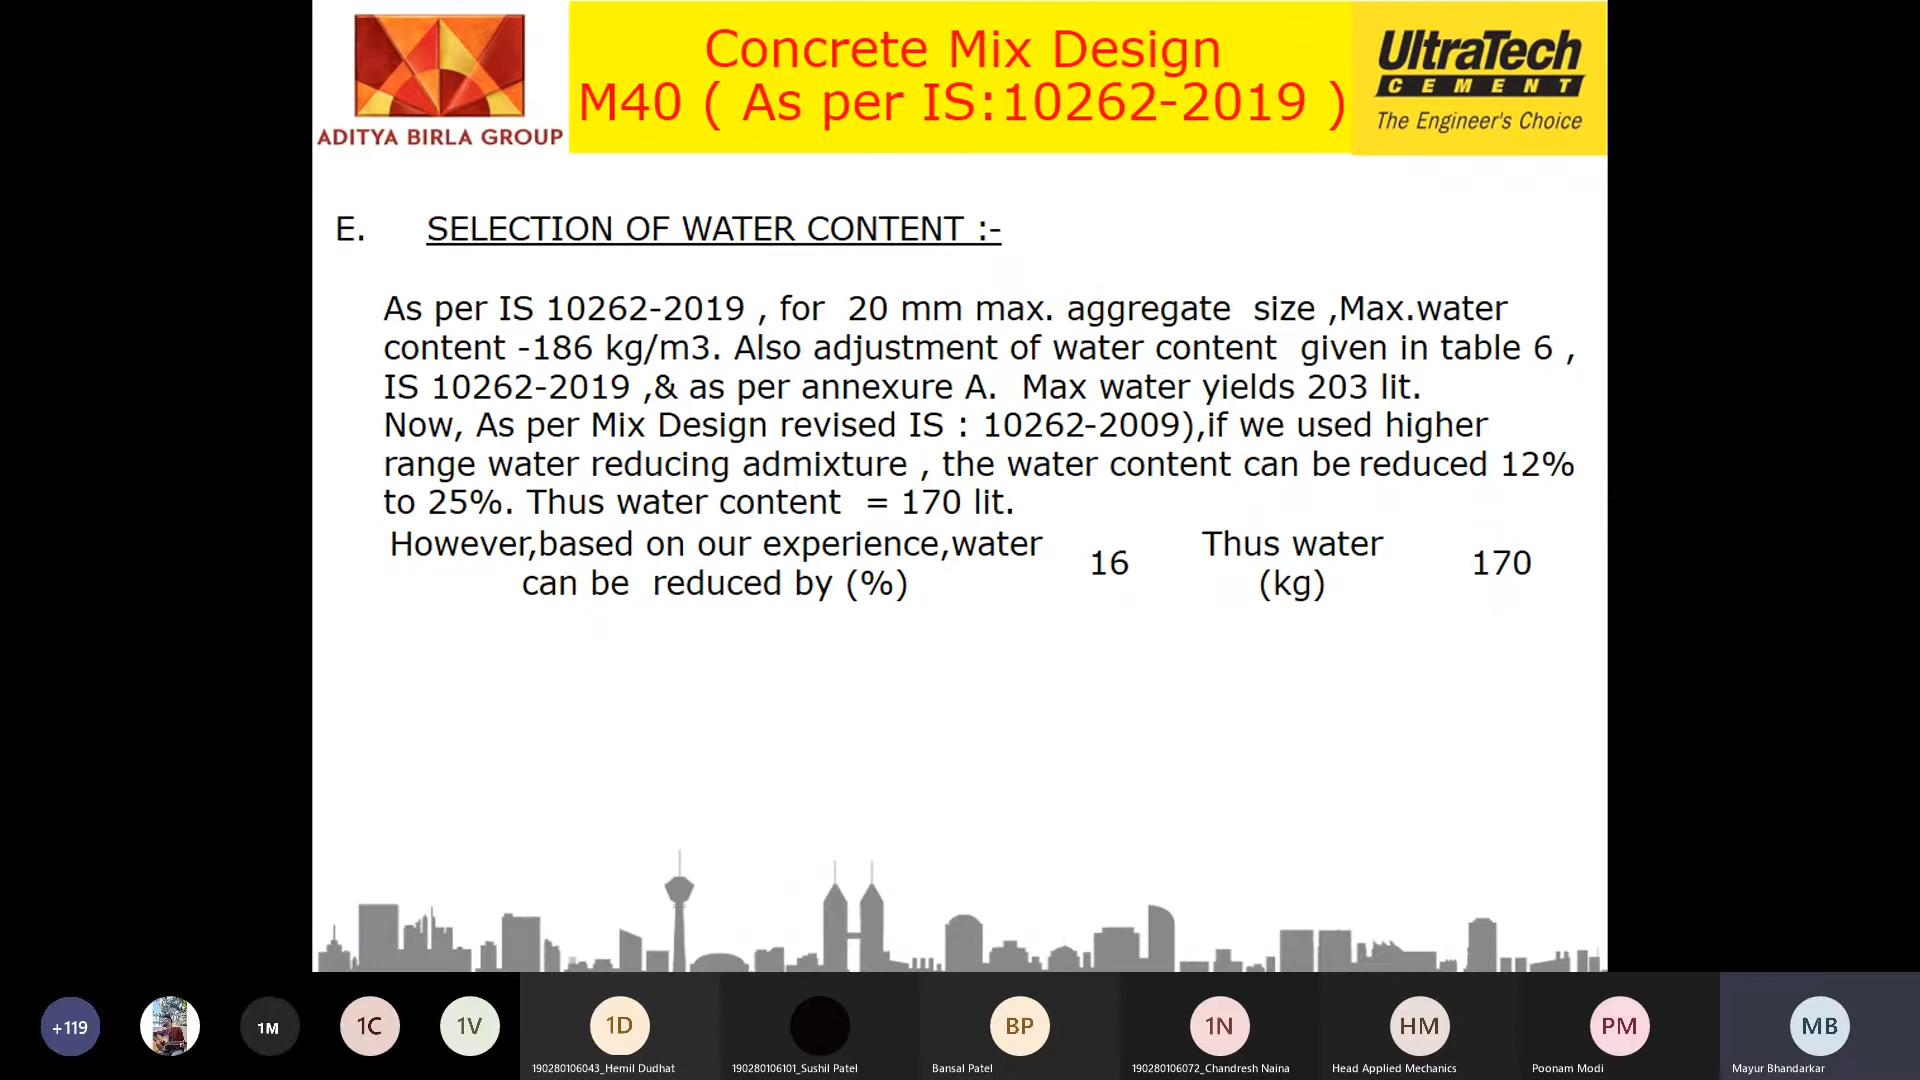 ADITYA BIRLA GROUP
Concrete Mix Design
M40 ( As per IS:10262-2019 )
UltraTech
CEMENT
The Engineer's Choice
E. SELECTION OF WATER CONTENT :-
As per IS 10262-2019 , for 20 mm max. aggregate size ,Max.water
content -186 kg/m3. Also adjustment of water content given in table 6 ,
IS 10262-2019 ,& as per annexure A. Max water yields 203 lit.
Now, As per Mix Design revised IS : 10262-2009),if we used higher
range water reducing admixture , the water content can be reduced 12%
to 25%. Thus water content = 170 lit.
However,based on our experience,water
can be reduced by (%)
16
Thus water
(kg)
170
+119
1M
1C
1V
1D
BP
1N
HM
PM
MB
190280106043_Hemil Dudhat
190280106101_Sushil Patel
Bansal Patel
190280106072_Chandresh Naina
Head Applied Mechanics
Poonam Modi
Mayur Bhandarkar